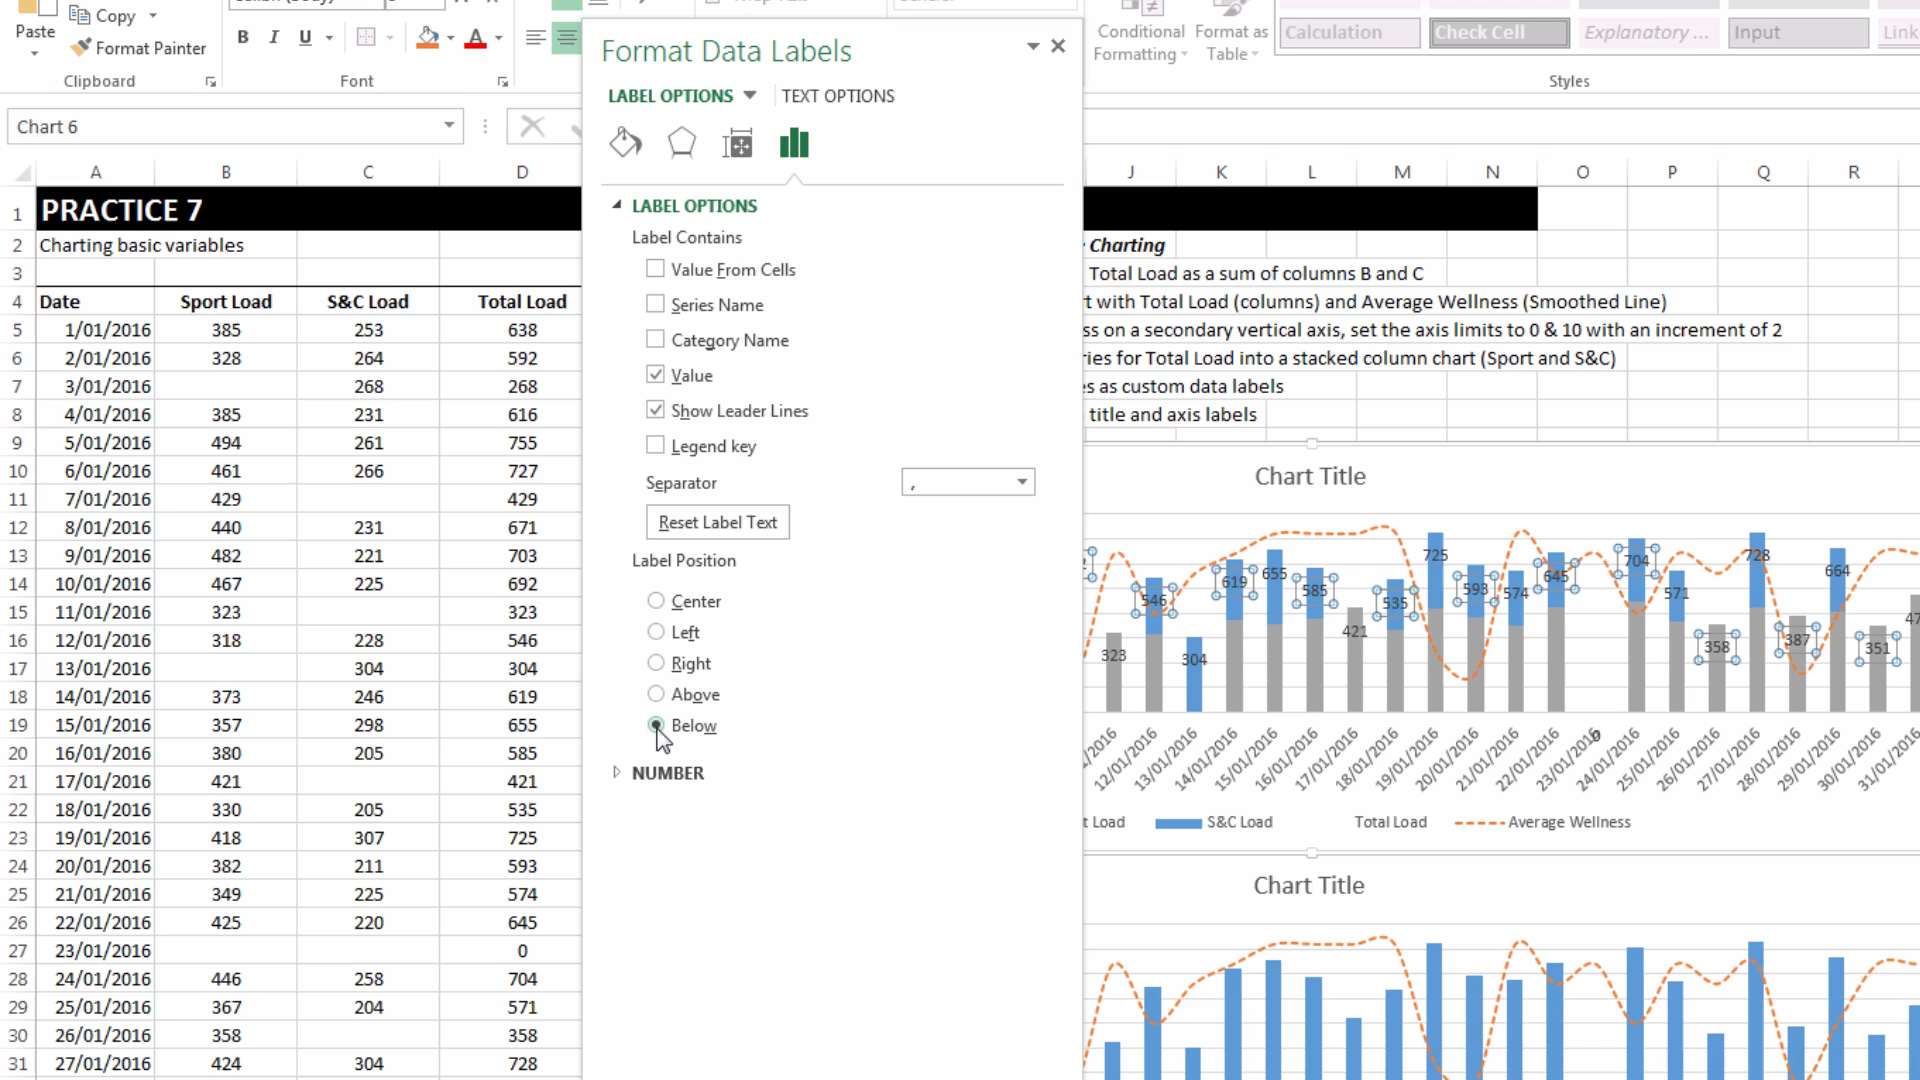 Paste
Copy
Format Painter
Clipboard
B I U A
Font
Conditional
Formatting
Format as
Table
Calculation
Check Cell
Explanatory ...
Input
Link
Styles
Chart 6
Format Data Labels
LABEL OPTIONS
TEXT OPTIONS
LABEL OPTIONS
Label Contains
Value From Cells
Series Name
Category Name
Value
Show Leader Lines
Legend key
Separator ,
Reset Label Text
Label Position
Center
Left
Right
Above
Below
NUMBER
A B C D
1 PRACTICE 7
2 Charting basic variables
3
4 Date Sport Load S&C Load Total Load
5 1/01/2016 385 253 638
6 2/01/2016 328 264 592
7 3/01/2016 268 268
8 4/01/2016 385 231 616
9 5/01/2016 494 261 755
10 6/01/2016 461 266 727
11 7/01/2016 429 429
12 8/01/2016 440 231 671
13 9/01/2016 482 221 703
14 10/01/2016 467 225 692
15 11/01/2016 323 323
16 12/01/2016 318 228 546
17 13/01/2016 304 304
18 14/01/2016 373 246 619
19 15/01/2016 357 298 655
20 16/01/2016 380 205 585
21 17/01/2016 421 421
22 18/01/2016 330 205 535
23 19/01/2016 418 307 725
24 20/01/2016 382 211 593
25 21/01/2016 349 225 574
26 22/01/2016 425 220 645
27 23/01/2016 0
28 24/01/2016 446 258 704
29 25/01/2016 367 204 571
30 26/01/2016 358 358
31 27/01/2016 424 304 728
J K L M N O P Q R
Charting
Total Load as a sum of columns B and C
t with Total Load (columns) and Average Wellness (Smoothed Line)
ss on a secondary vertical axis, set the axis limits to 0 & 10 with an increment of 2
ries for Total Load into a stacked column chart (Sport and S&C)
s as custom data labels
title and axis labels
Chart Title
323 546 304 619 655 585 421 535 725 593 574 645 0 704 571 358 728 387 664 351 47
/2016 12/01/2016 13/01/2016 14/01/2016 15/01/2016 16/01/2016 17/01/2016 18/01/2016 19/01/2016 20/01/2016 21/01/2016 22/01/2016 23/01/2016 24/01/2016 25/01/2016 26/01/2016 27/01/2016 28/01/2016 29/01/2016 30/01/2016 31/01/2016
t Load S&C Load Total Load Average Wellness
Chart Title